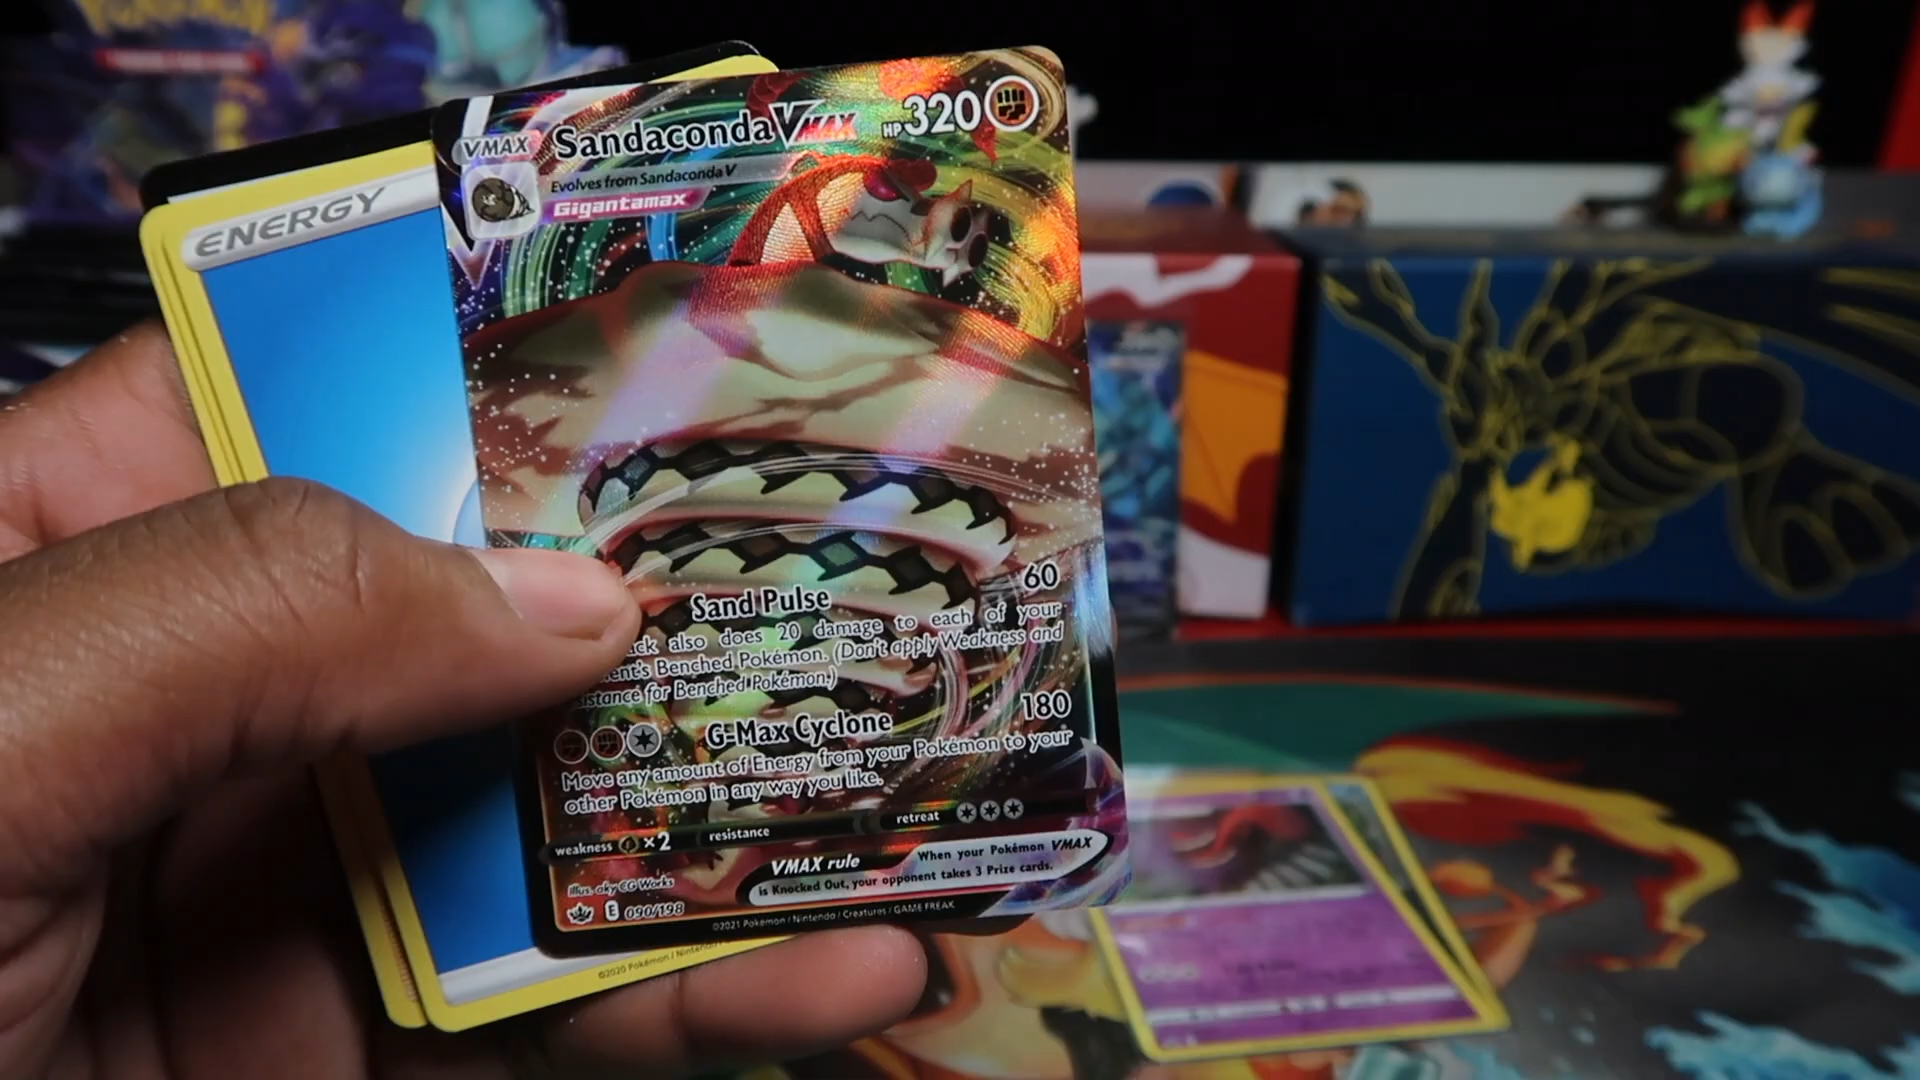 POKÉMON
ENERGY
VMAX
Sandaconda VMAX
HP 320
Evolves from Sandaconda V
Gigantamax
Sand Pulse 60
also does 20 damage to each of your
Benched Pokémon. (Don't apply Weakness and
for Benched Pokémon.)
G-Max Cyclone 180
Move any amount of Energy from your Pokémon to your
other Pokémon in any way you like.
weakness ×2 resistance retreat
VMAX rule When your Pokémon VMAX
is Knocked Out, your opponent takes 3 Prize cards.
Illus. aky CG Works
E 090/198
©2021 Pokémon / Nintendo / Creatures / GAME FREAK
©2020 Pokémon / Nintendo /